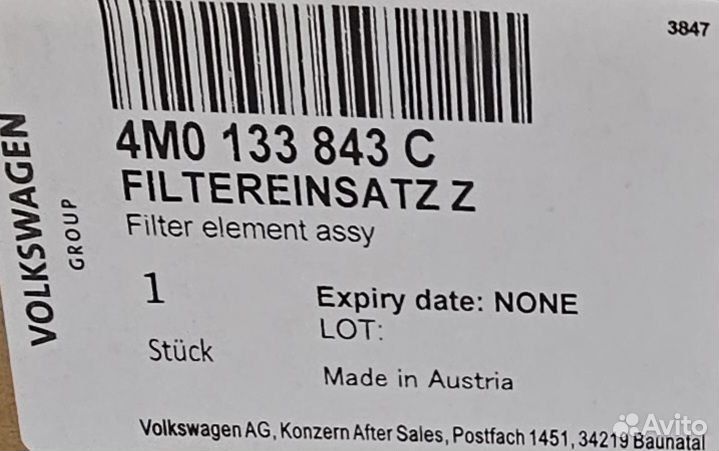 3847
4M0 133 843 C
FILTEREINSATZ Z
Filter element assy
VOLKSWAGEN
GROUP
1
Stück
Expiry date: NONE
LOT:
Made in Austria
Volkswagen AG, Konzern After Sales, Postfach 1451, 34219 Baunatal
Avito